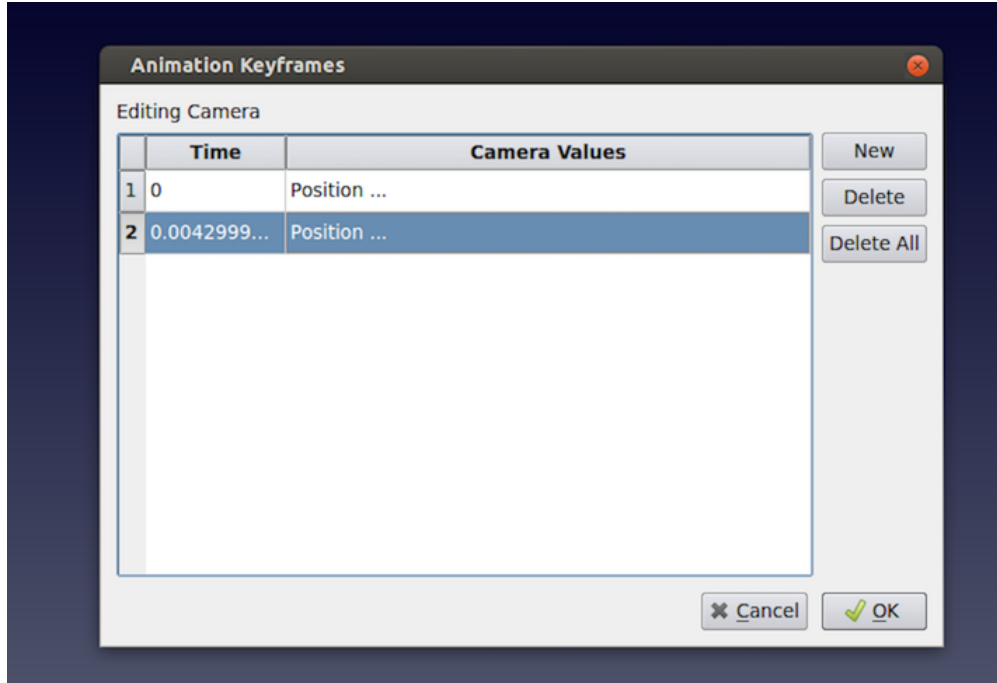 Animation Keyframes
Editing Camera
Time Camera Values
1 0 Position ...
2 0.0042999... Position ...
New
Delete
Delete All
Cancel
OK